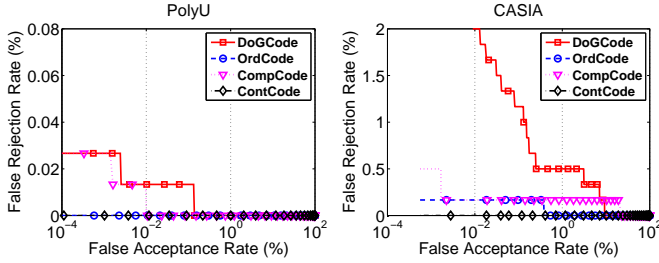 PolyU
False Rejection Rate (%)
0.08
0.06
0.04
0.02
0
DoGCode
OrdCode
CompCode
ContCode
10^-4
10^-2
10^0
10^2
False Acceptance Rate (%)
CASIA
False Rejection Rate (%)
2
1.5
1
0.5
0
DoGCode
OrdCode
CompCode
ContCode
10^-4
10^-2
10^0
10^2
False Acceptance Rate (%)